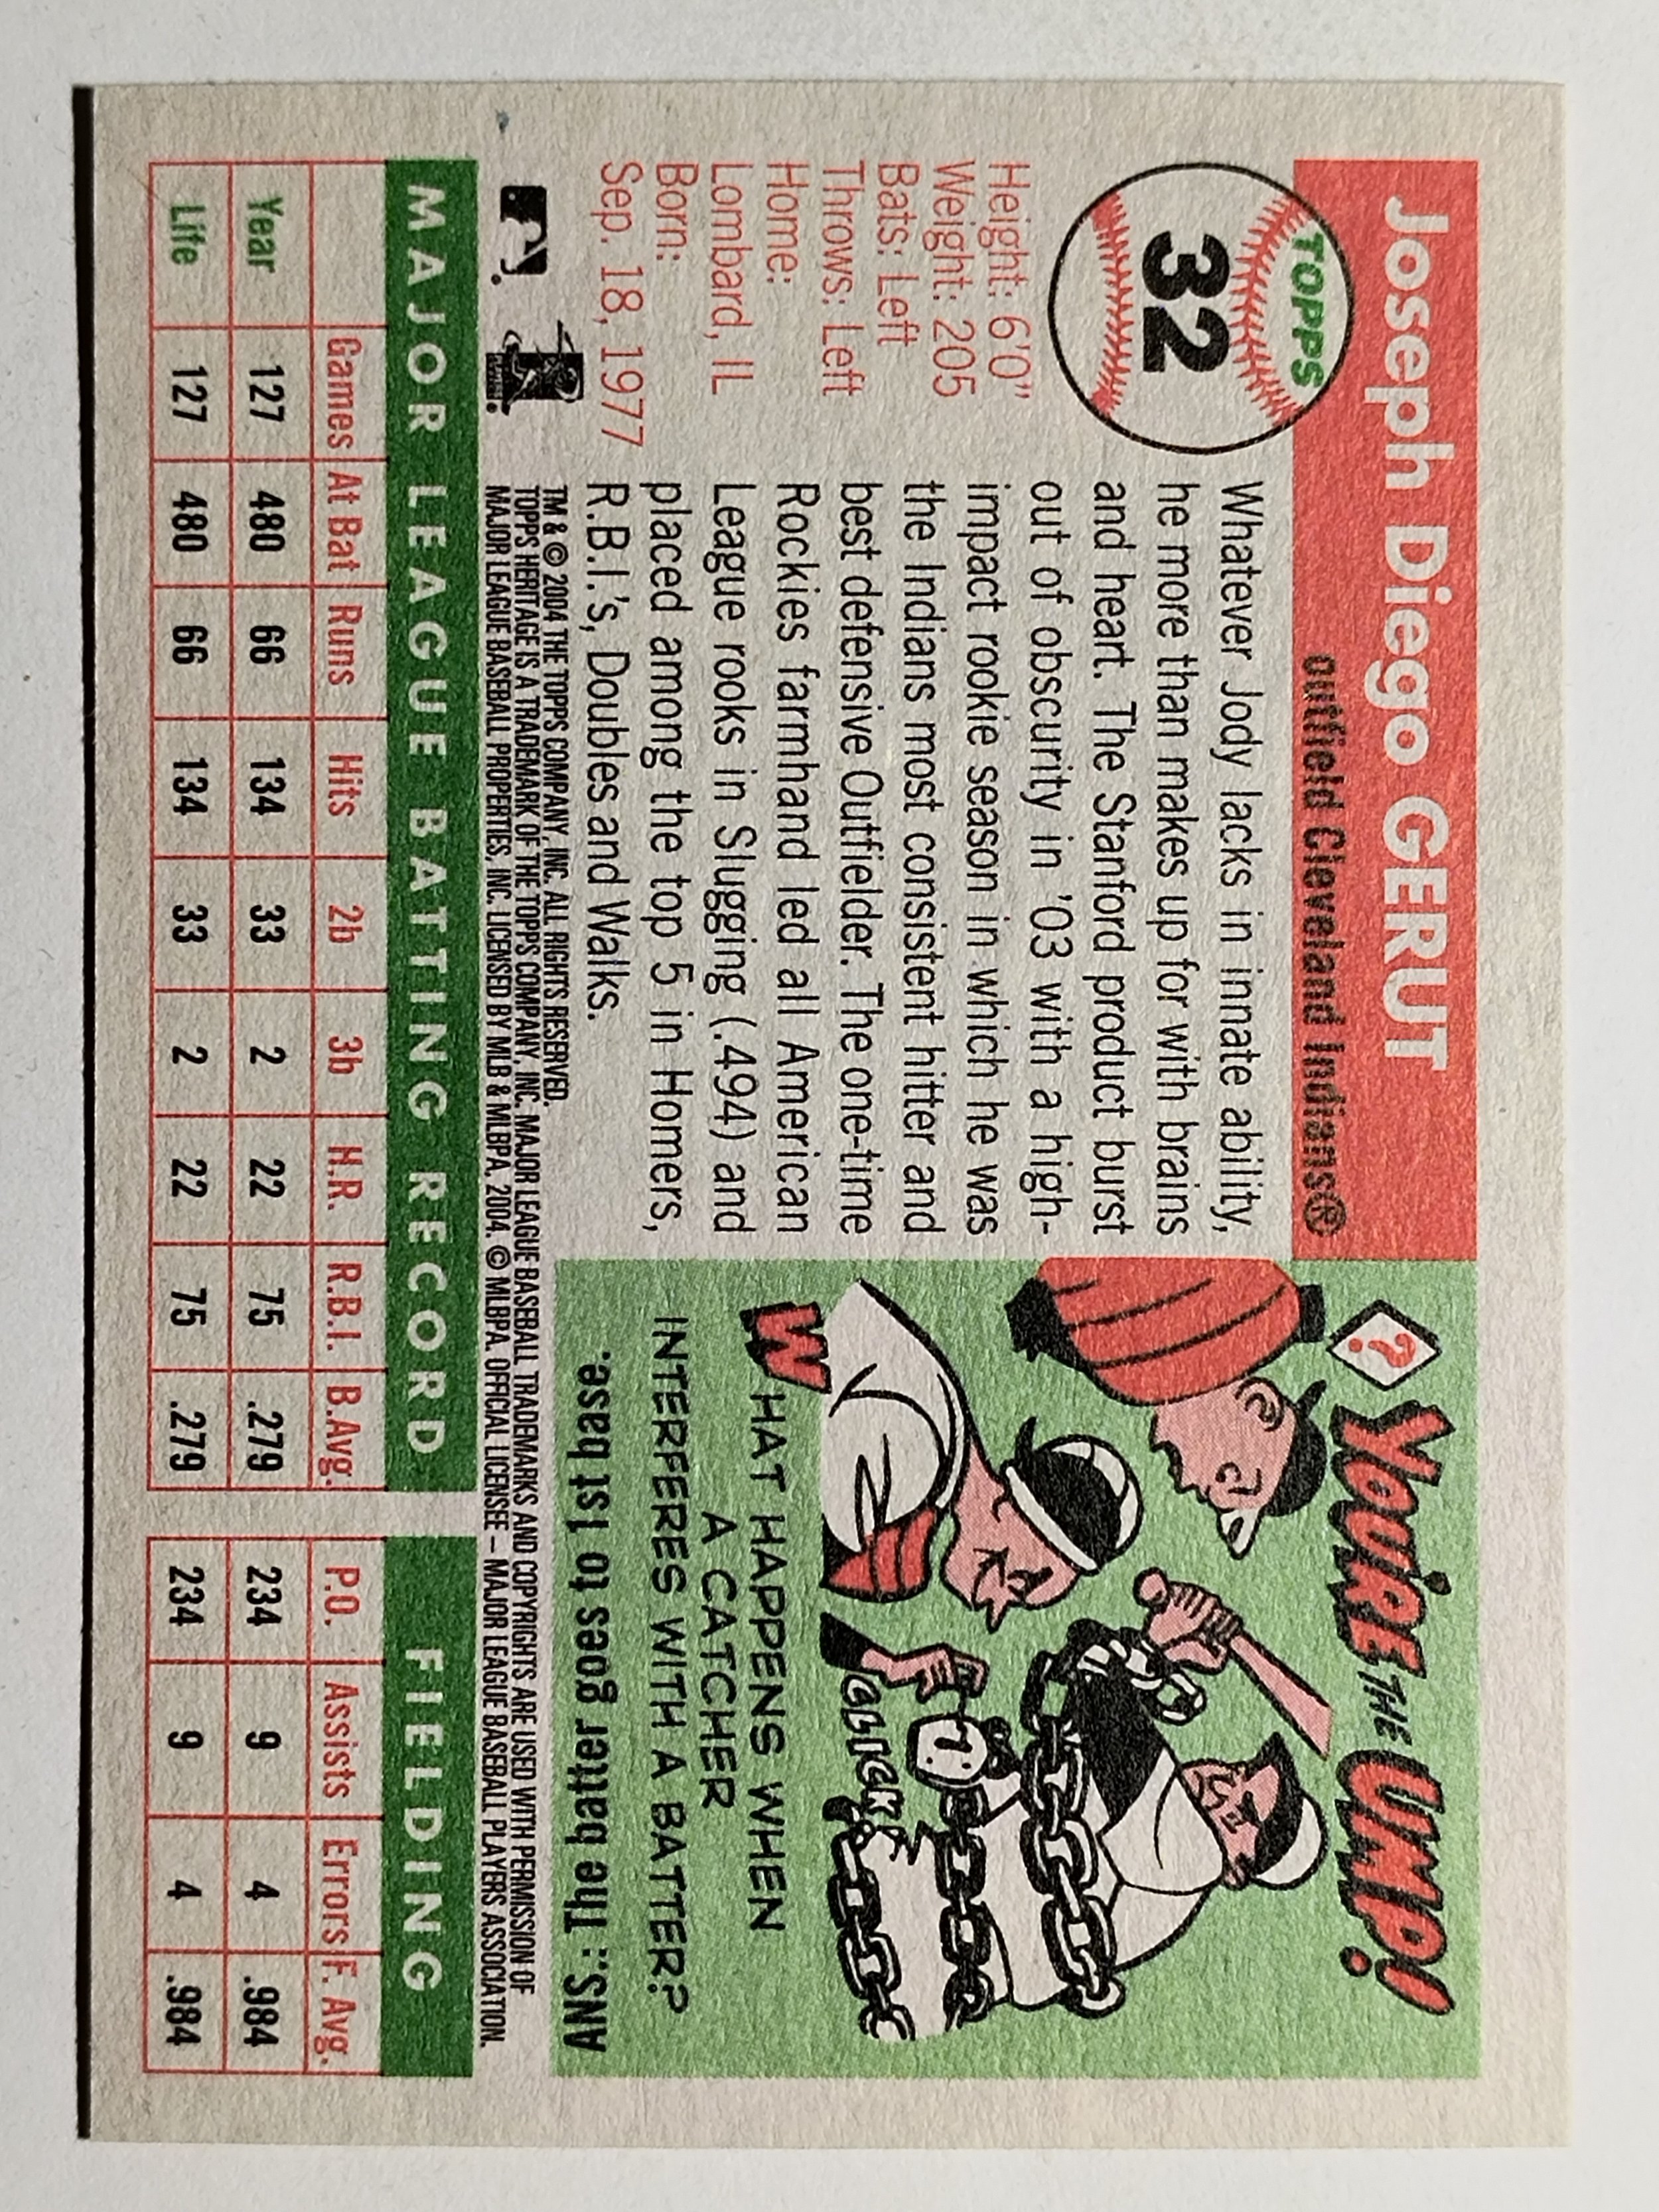 Joseph Diego GERUT
outfield Cleveland Indians®
TOPPS
32
Height: 6'0"
Weight: 205
Bats: Left
Throws: Left
Home:
Lombard, IL
Born:
Sep. 18, 1977
Whatever Jody lacks in innate ability,
he more than makes up for with brains
and heart. The Stanford product burst
out of obscurity in '03 with a high-
impact rookie season in which he was
the Indians most consistent hitter and
best defensive Outfielder. The one-time
Rockies farmhand led all American
League rooks in Slugging (.494) and
placed among the top 5 in Homers,
R.B.I.'s, Doubles and Walks.
TM & © 2004 THE TOPPS COMPANY, INC. ALL RIGHTS RESERVED.
TOPPS HERITAGE IS A TRADEMARK OF THE TOPPS COMPANY, INC. MAJOR LEAGUE BASEBALL TRADEMARKS AND COPYRIGHTS ARE USED WITH PERMISSION OF
MAJOR LEAGUE BASEBALL PROPERTIES, INC. LICENSED BY MLB & MLBPA, 2004. © MLBPA. OFFICIAL LICENSEE – MAJOR LEAGUE BASEBALL PLAYERS ASSOCIATION.
? YOU'RE THE UMP!
CLICK!
WHAT HAPPENS WHEN
A CATCHER
INTERFERES WITH A BATTER?
ANS.: The batter goes to 1st base.
MAJOR LEAGUE BATTING RECORD FIELDING
Games At Bat Runs Hits 2b 3b H.R. R.B.I. B.Avg. P.O. Assists Errors F. Avg.
Year 127 480 66 134 33 2 22 75 .279 234 9 4 .984
Life 127 480 66 134 33 2 22 75 .279 234 9 4 .984